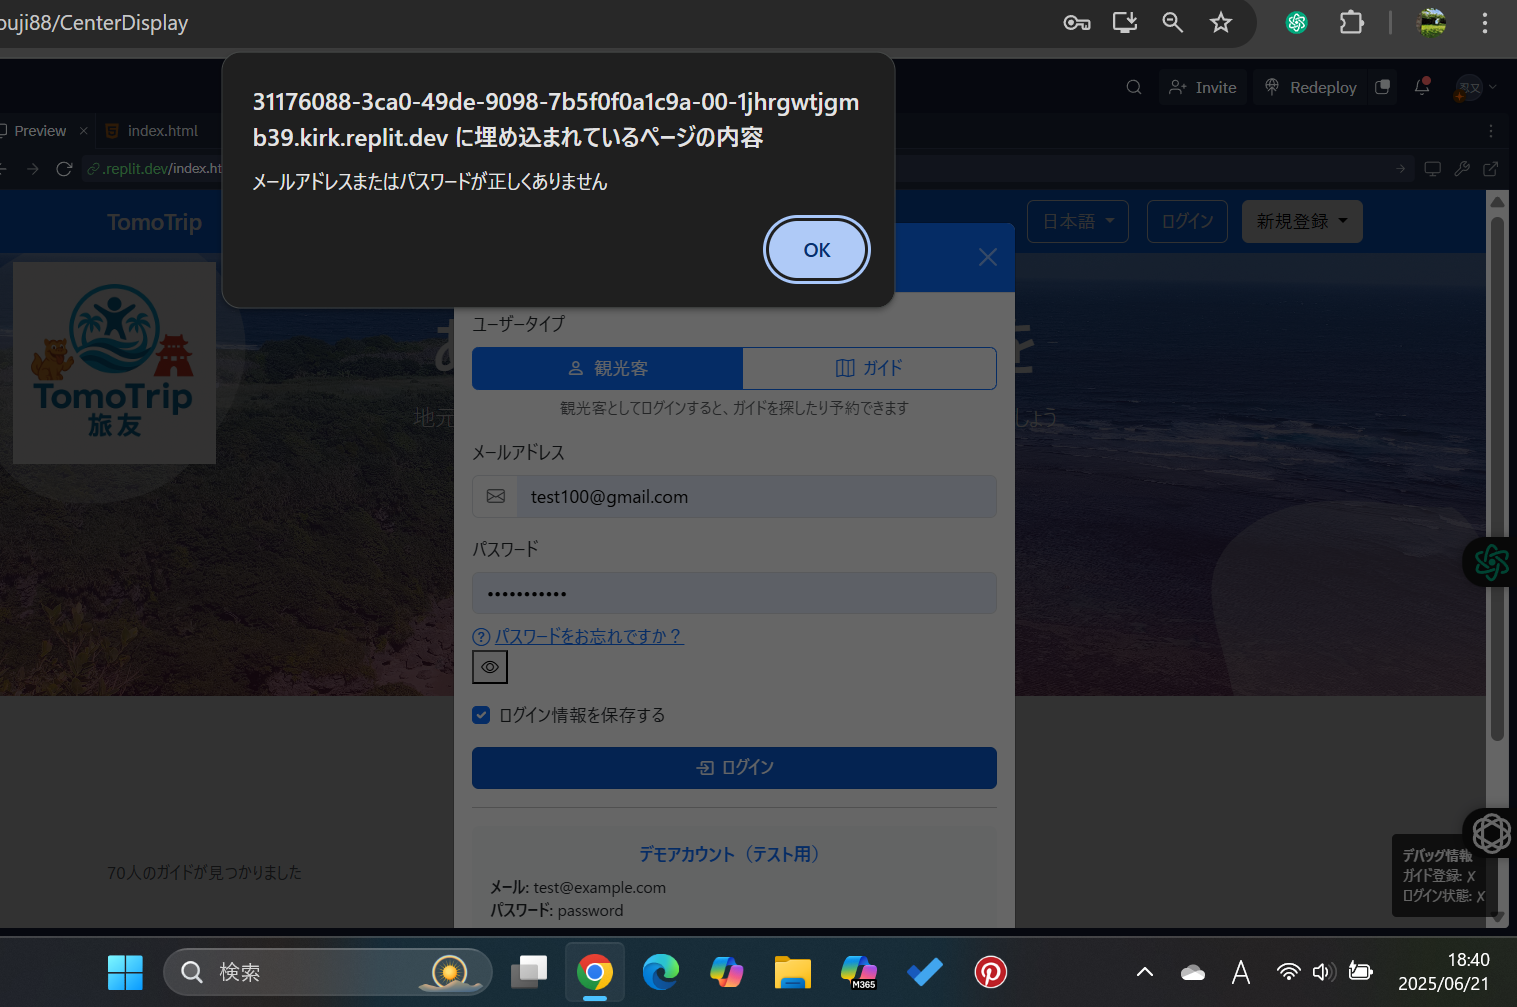 ouji88/CenterDisplay
31176088-3ca0-49de-9098-7b5f0f0a1c9a-00-1jhrgwtjgm
b39.kirk.replit.dev に埋め込まれているページの内容
メールアドレスまたはパスワードが正しくありません
OK
Invite
Redeploy
Preview
index.html
.replit.dev/index.ht
TomoTrip
日本語
ログイン
新規登録
TomoTrip
旅友
あ
を
地元
しょう
ユーザータイプ
観光客
ガイド
観光客としてログインすると、ガイドを探したり予約できます
メールアドレス
test100@gmail.com
パスワード
•••••••••••
パスワードをお忘れですか？
ログイン情報を保存する
ログイン
デモアカウント（テスト用）
メール: test@example.com
パスワード: password
70人のガイドが見つかりました
デバッグ情報
ガイド登録: ✗
ログイン状態: ✗
検索
M365
A
18:40
2025/06/21